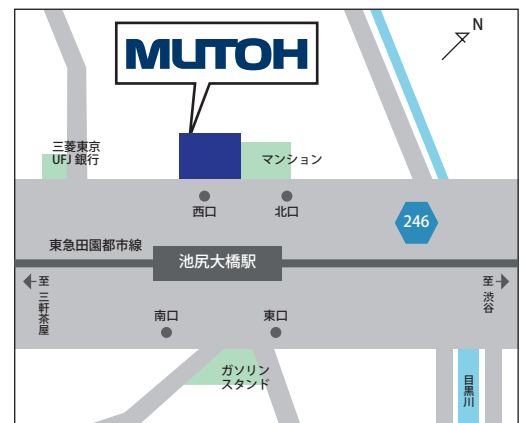 N
MUTOH
三菱東京
UFJ 銀行
マンション
西口
北口
246
東急田園都市線
池尻大橋駅
至 三軒茶屋
至 渋谷
南口
東口
ガソリン
スタンド
目黒川